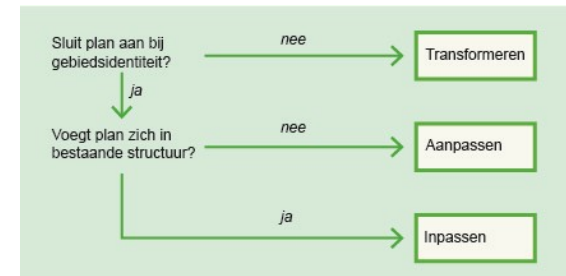 Sluit plan aan bij
gebiedsidentiteit?
nee
Transformeren
ja
Voegt plan zich in
bestaande structuur?
nee
Aanpassen
ja
Inpassen